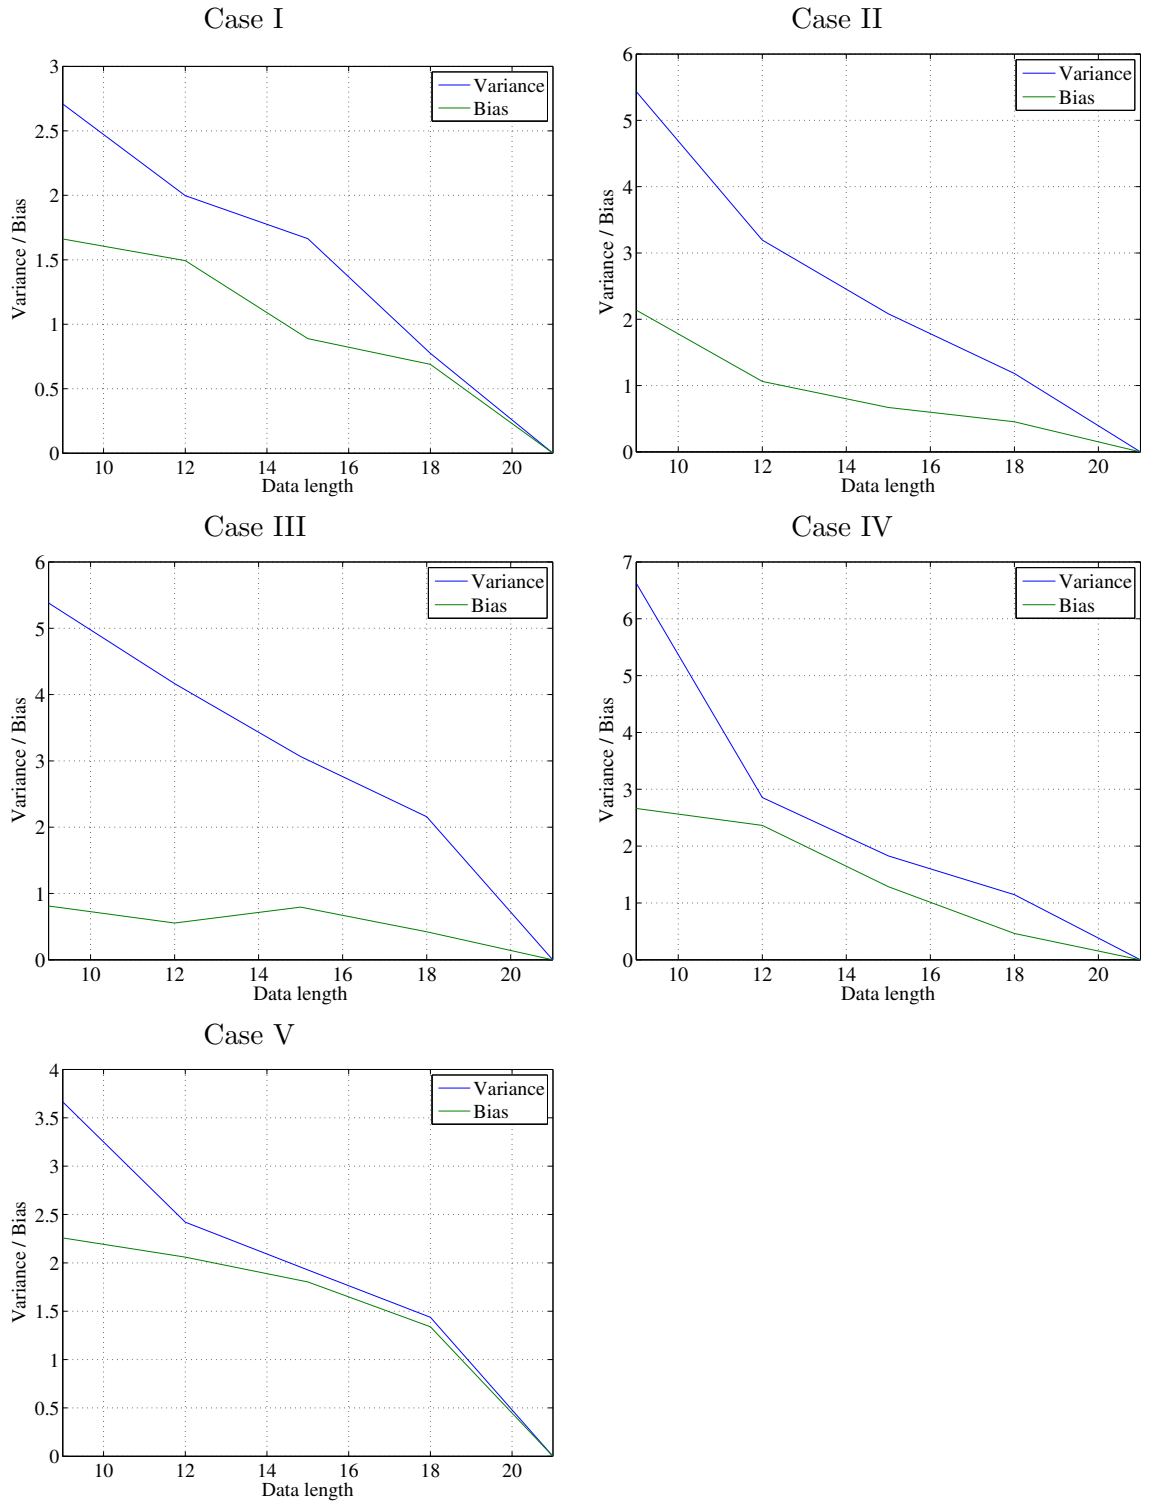 Case I
3
2.5
2
1.5
1
0.5
0
10 12 14 16 18 20
Variance / Bias
Data length
Variance
Bias
Case II
6
5
4
3
2
1
0
10 12 14 16 18 20
Variance / Bias
Data length
Variance
Bias
Case III
6
5
4
3
2
1
0
10 12 14 16 18 20
Variance / Bias
Data length
Variance
Bias
Case IV
7
6
5
4
3
2
1
0
10 12 14 16 18 20
Variance / Bias
Data length
Variance
Bias
Case V
4
3.5
3
2.5
2
1.5
1
0.5
0
10 12 14 16 18 20
Variance / Bias
Data length
Variance
Bias